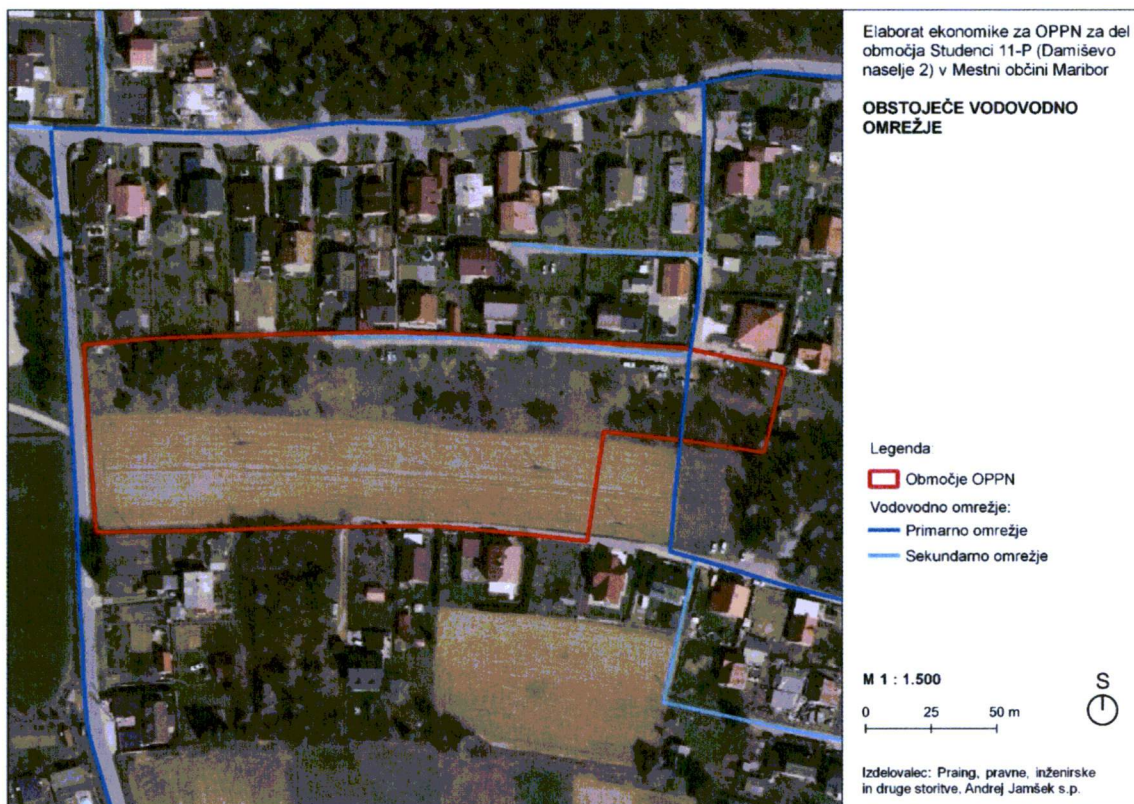 Elaborat ekonomike za OPPN za del
območja Studenci 11-P (Damiševo
naselje 2) v Mestni občini Maribor
OBSTOJEČE VODOVODNO
OMREŽJE
Legenda:
Območje OPPN
Vodovodno omrežje:
Primarno omrežje
Sekundarno omrežje
M 1 : 1.500
S
0 25 50 m
Izdelovalec: Praing, pravne, inženirske
in druge storitve, Andrej Jamšek s.p.